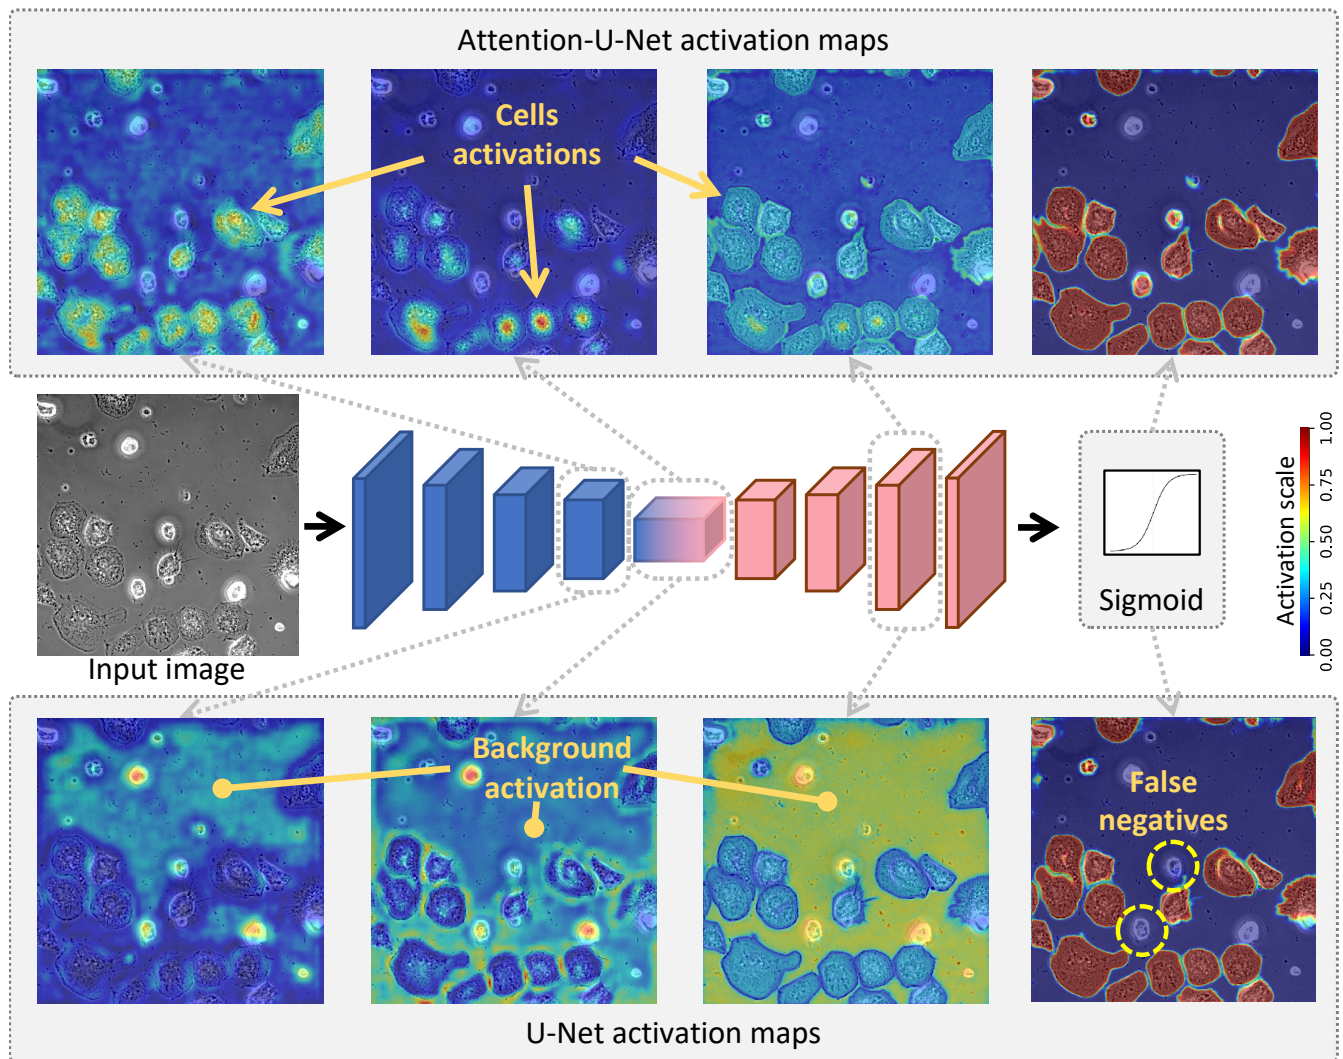 Attention-U-Net activation maps
Cells
activations
Input image
Sigmoid
Activation scale
0.00
0.25
0.50
0.75
1.00
Background
activation
False
negatives
U-Net activation maps